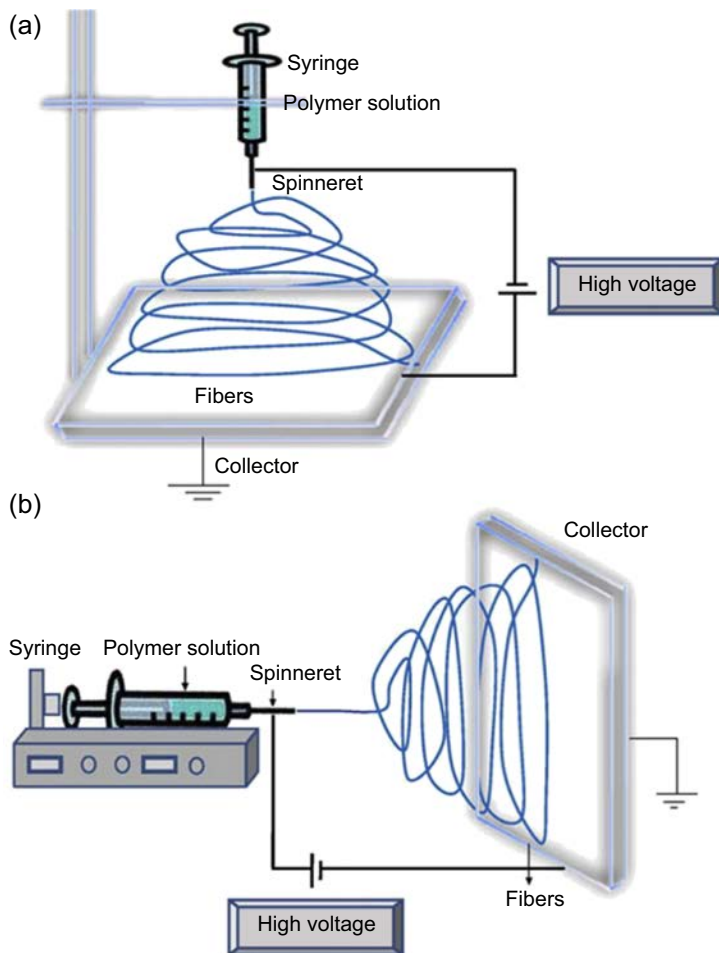 (a)
Syringe
Polymer solution
Spinneret
High voltage
Fibers
Collector
(b)
Collector
Syringe
Polymer solution
Spinneret
Fibers
High voltage